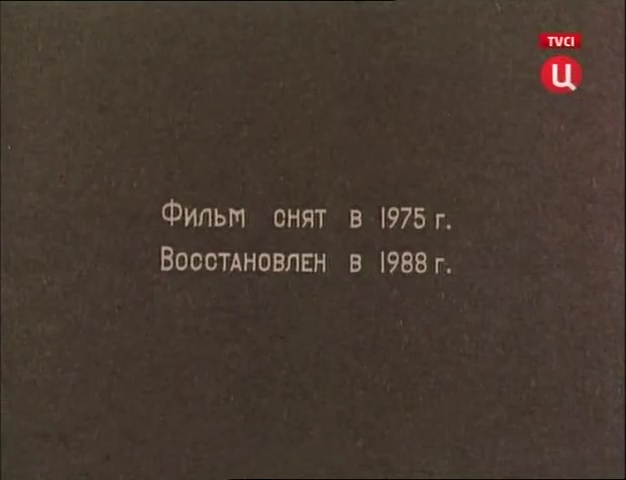 TVCI
Ц
Фильм снят в 1975 г.
Восстановлен в 1988 г.